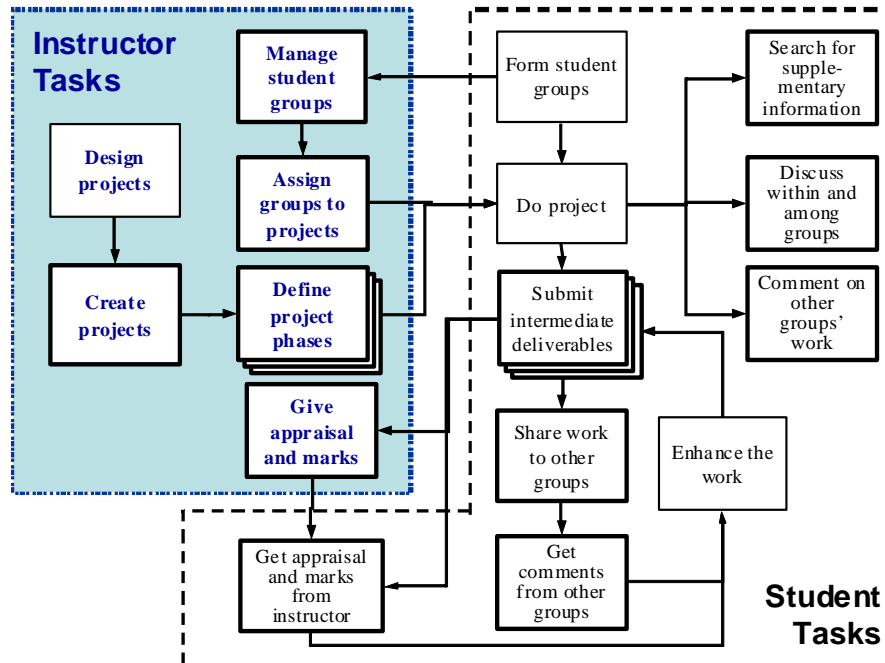 Instructor
Tasks
Manage
student
groups
Form student
groups
Search for
supple-
mentary
information
Design
projects
Assign
groups to
projects
Do project
Discuss
within and
among
groups
Create
projects
Define
project
phases
Submit
intermediate
deliverables
Comment on
other
groups'
work
Give
appraisal
and marks
Share work
to other
groups
Enhance the
work
Get appraisal
and marks
from
instructor
Get
comments
from other
groups
Student
Tasks